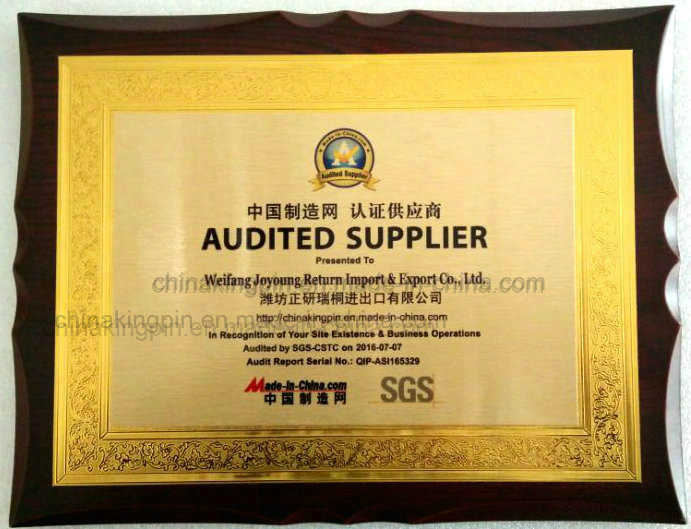 Made-in-China.com
Audited Supplier
中国制造网 认证供应商
AUDITED SUPPLIER
Presented To
Weifang Joyoung Return Import & Export Co., Ltd.
chinakingpin.en.made-in-china.com
潍坊正研瑞桐进出口有限公司
http://chinakingpin.en.made-in-china.com
chinakingpin.en.made-in-china.com
In Recognition of Your Site Existence & Business Operations
Audited by SGS-CSTC on 2016-07-07
Audit Report Serial No.: QIP-ASI165329
Made-in-China.com
中国制造网
SGS